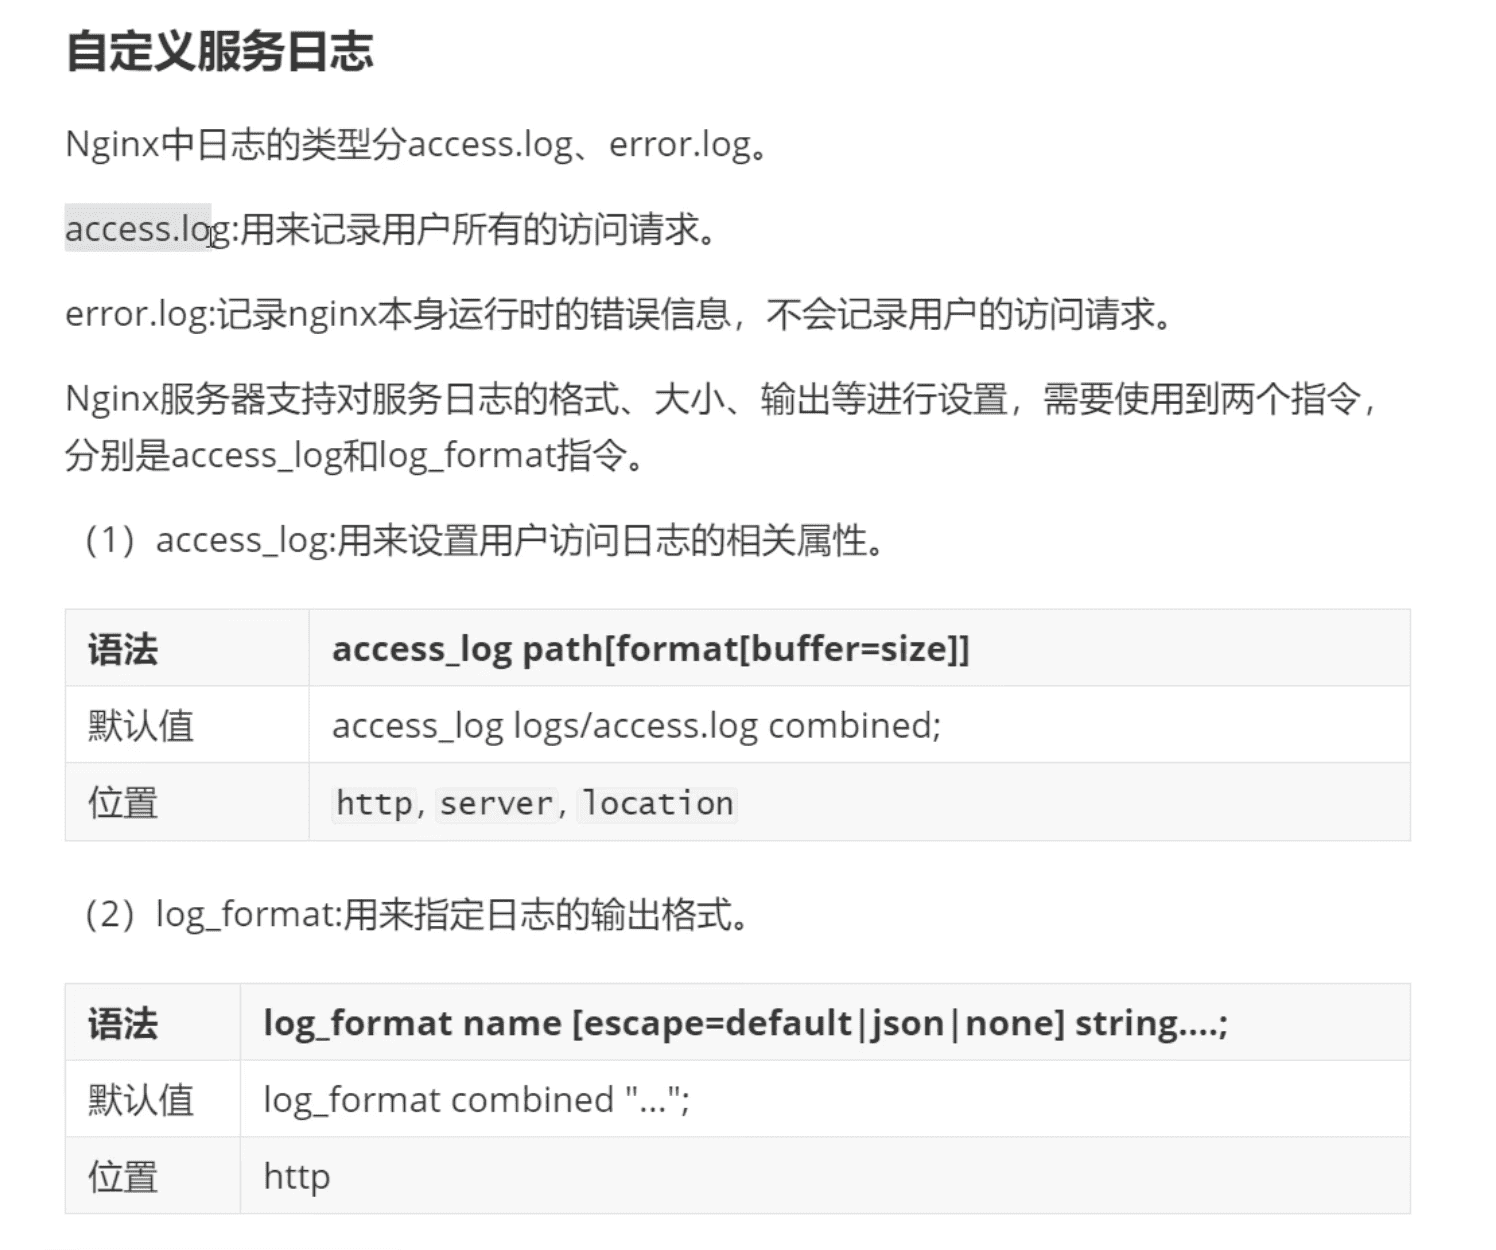 自定义服务日志
Nginx中日志的类型分access.log、error.log。
access.log:用来记录用户所有的访问请求。
error.log:记录nginx本身运行时的错误信息，不会记录用户的访问请求。
Nginx服务器支持对服务日志的格式、大小、输出等进行设置，需要使用到两个指令，
分别是access_log和log_format指令。
（1）access_log:用来设置用户访问日志的相关属性。
语法 access_log path[format[buffer=size]]
默认值 access_log logs/access.log combined;
位置 http, server, location
（2）log_format:用来指定日志的输出格式。
语法 log_format name [escape=default|json|none] string....;
默认值 log_format combined "...";
位置 http